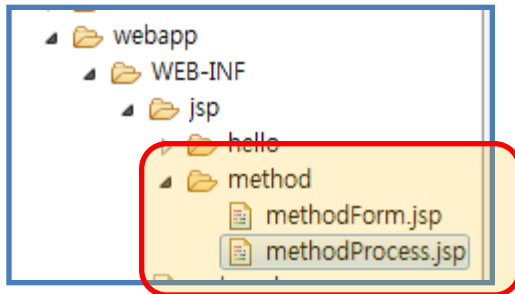 webapp
WEB-INF
jsp
hello
method
methodForm.jsp
methodProcess.jsp